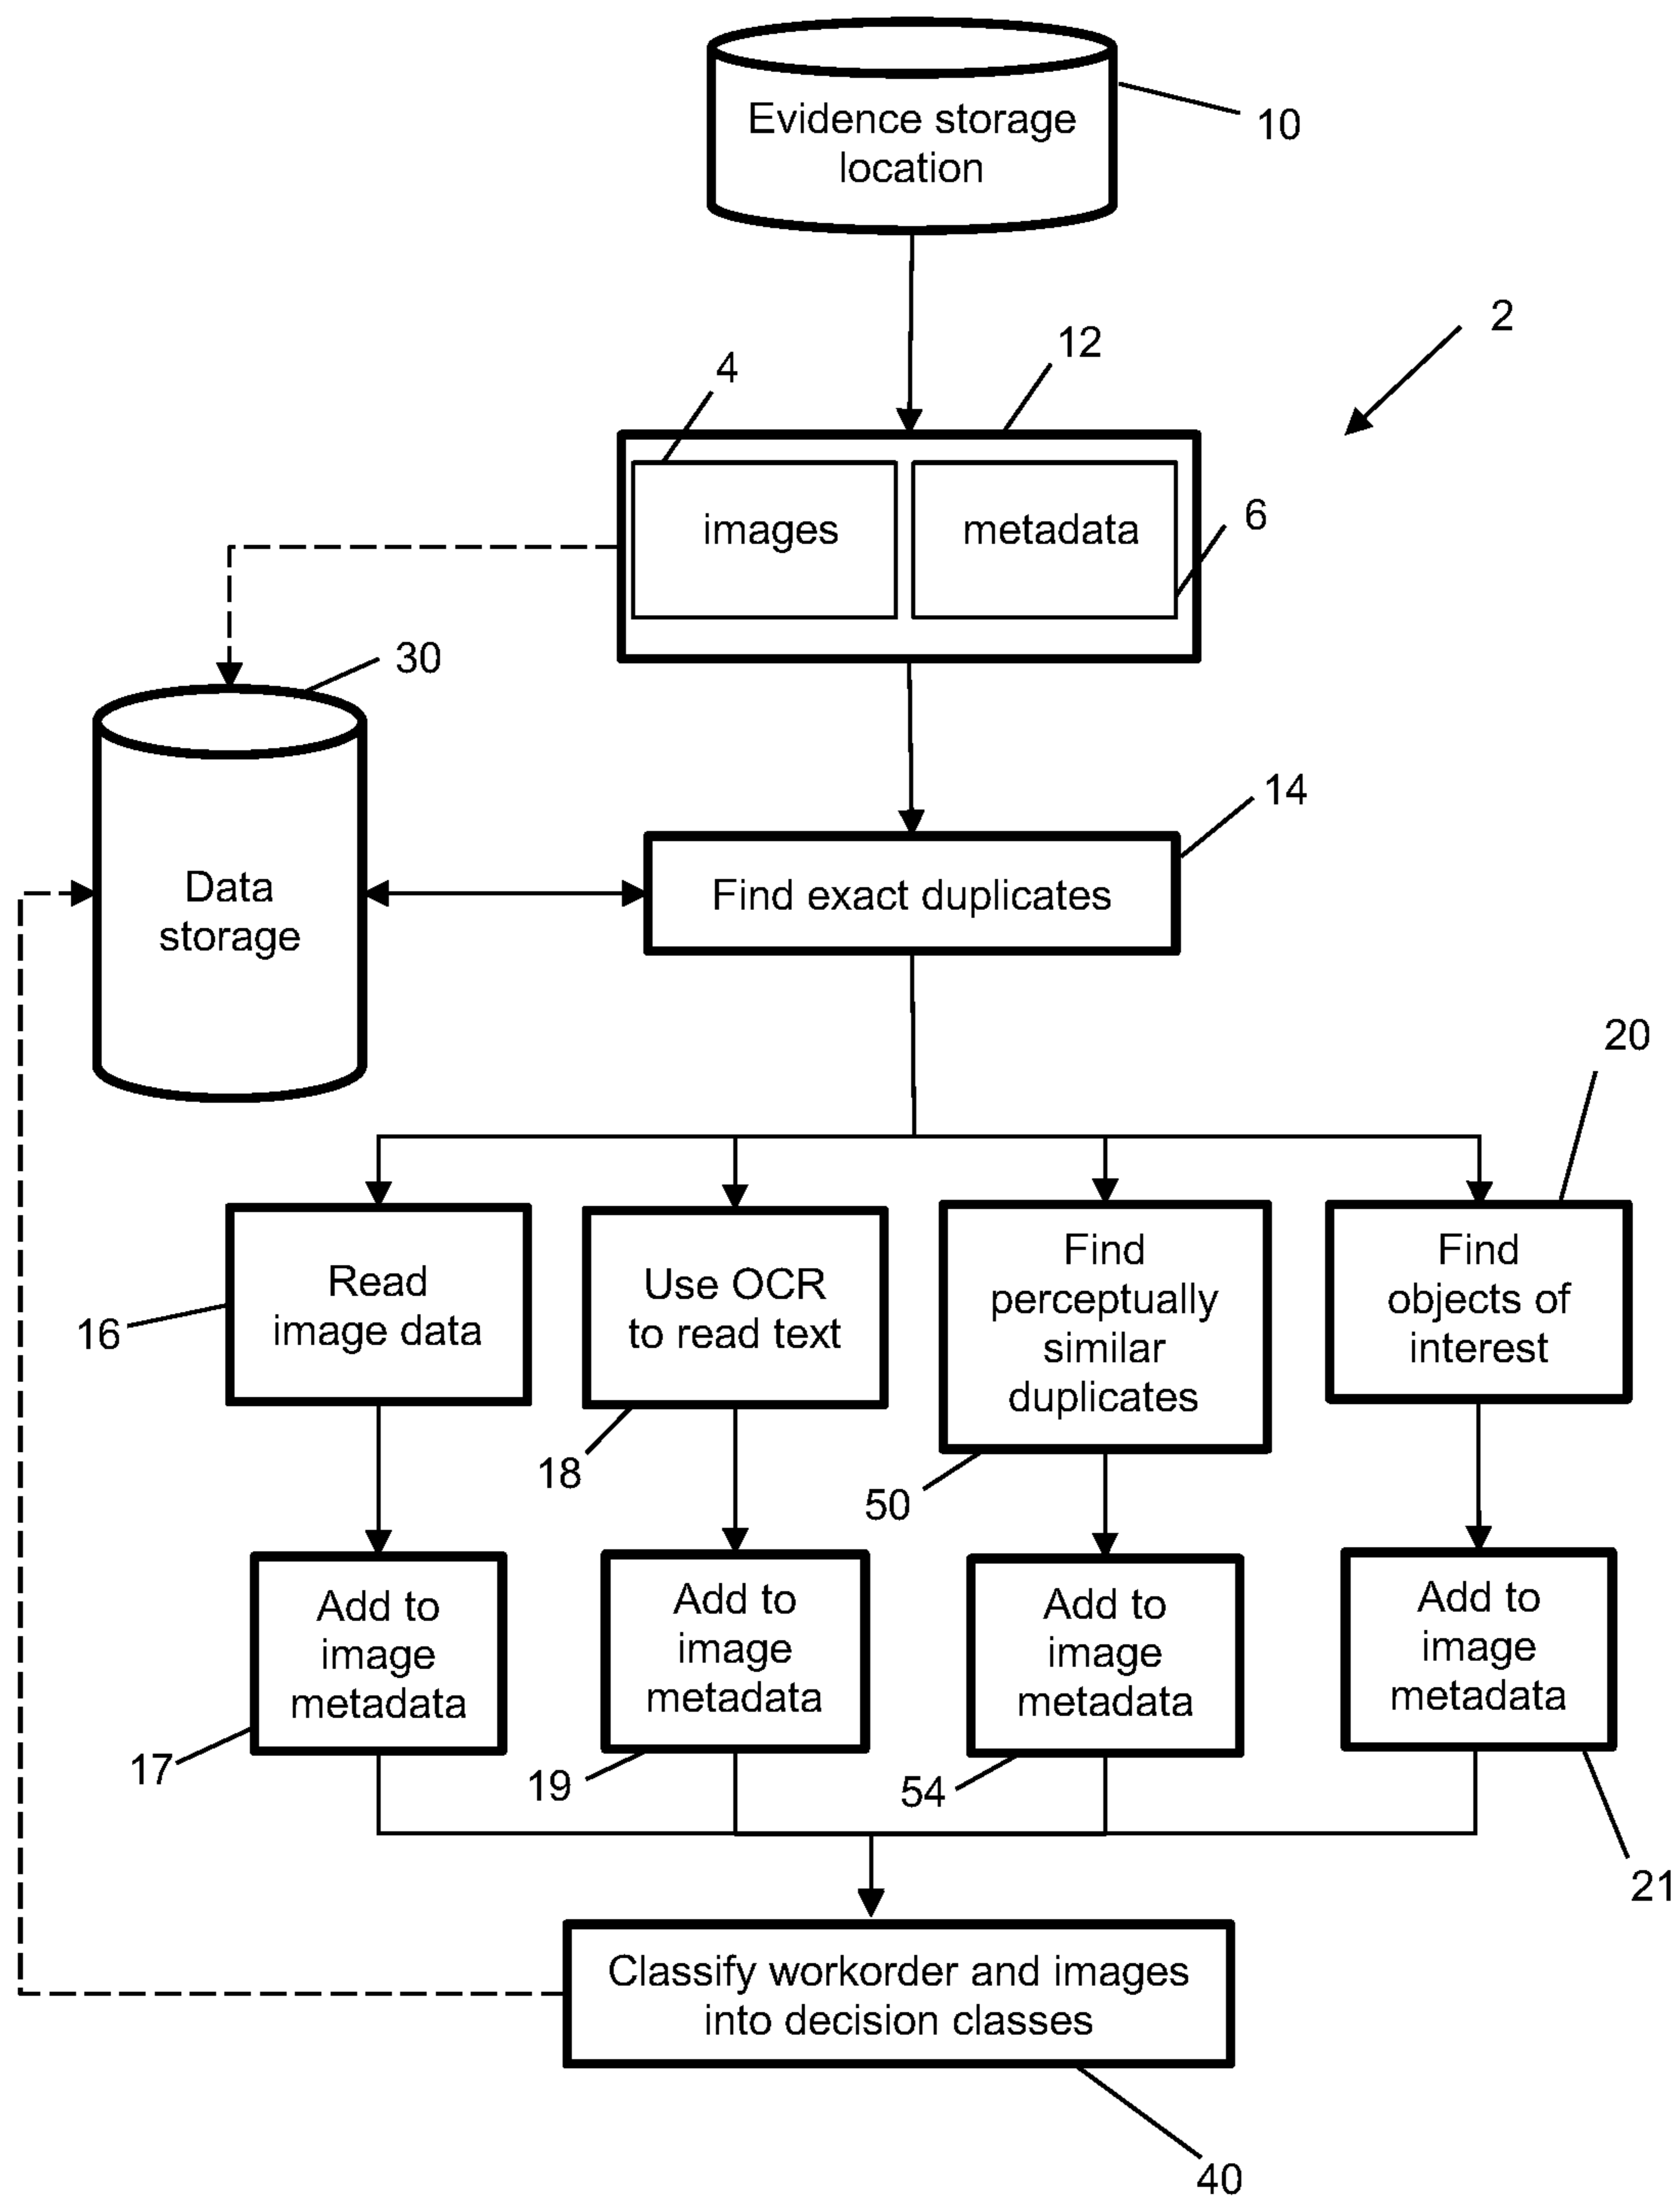 Evidence storage
location
10
2
12
4
images
metadata
6
30
14
Data
storage
Find exact duplicates
20
Read
image data
Use OCR
to read text
Find
perceptually
similar
duplicates
Find
objects of
interest
16
18
50
Add to
image
metadata
Add to
image
metadata
Add to
image
metadata
Add to
image
metadata
17
19
54
21
Classify workorder and images
into decision classes
40